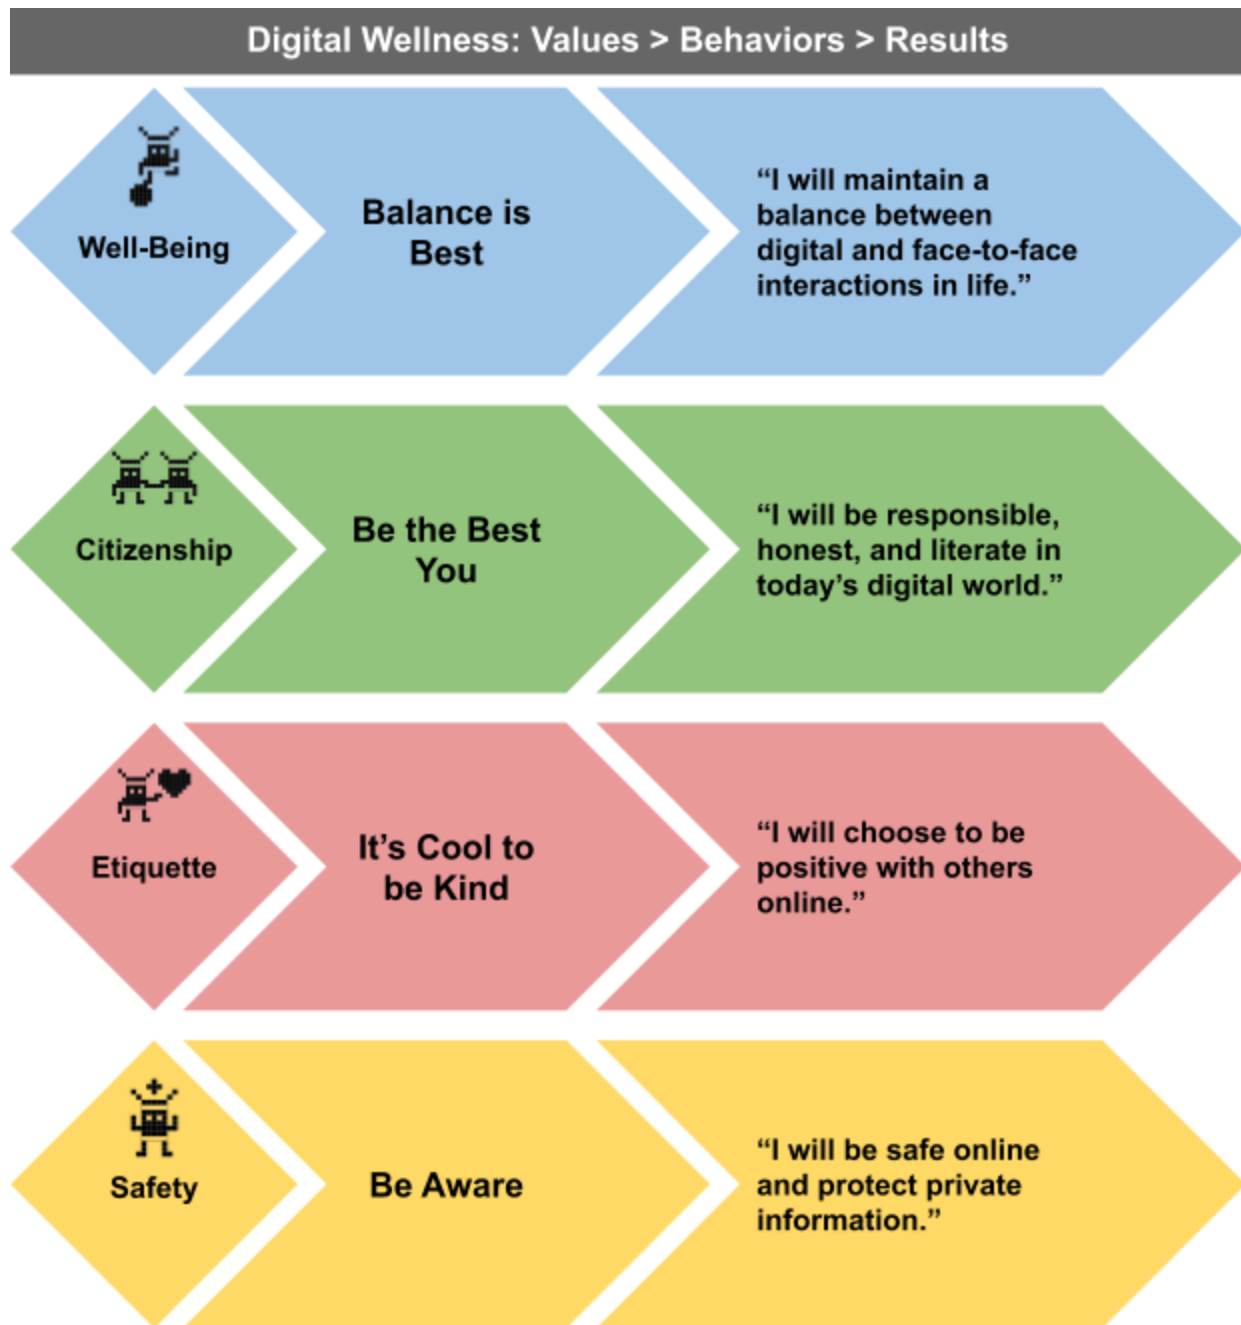 Digital Wellness: Values > Behaviors > Results
Well-Being
Balance is
Best
“I will maintain a
balance between
digital and face-to-face
interactions in life.”
Citizenship
Be the Best
You
“I will be responsible,
honest, and literate in
today’s digital world.”
Etiquette
It’s Cool to
be Kind
“I will choose to be
positive with others
online.”
Safety
Be Aware
“I will be safe online
and protect private
information.”